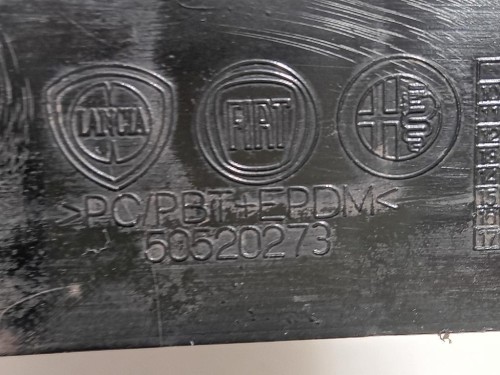 LANCIA FIAT
>PC/PBT+EPDM<
50520273